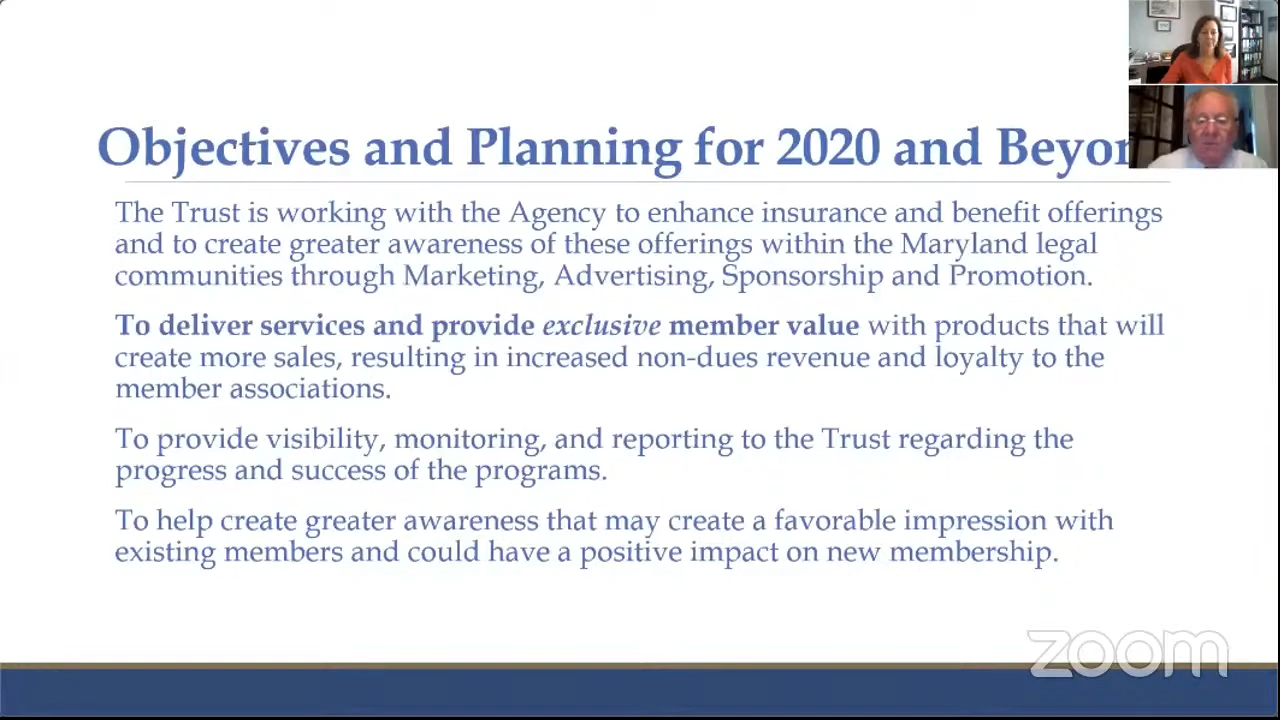 Objectives and Planning for 2020 and Beyon
The Trust is working with the Agency to enhance insurance and benefit offerings
and to create greater awareness of these offerings within the Maryland legal
communities through Marketing, Advertising, Sponsorship and Promotion.
To deliver services and provide exclusive member value with products that will
create more sales, resulting in increased non-dues revenue and loyalty to the
member associations.
To provide visibility, monitoring, and reporting to the Trust regarding the
progress and success of the programs.
To help create greater awareness that may create a favorable impression with
existing members and could have a positive impact on new membership.
zoom